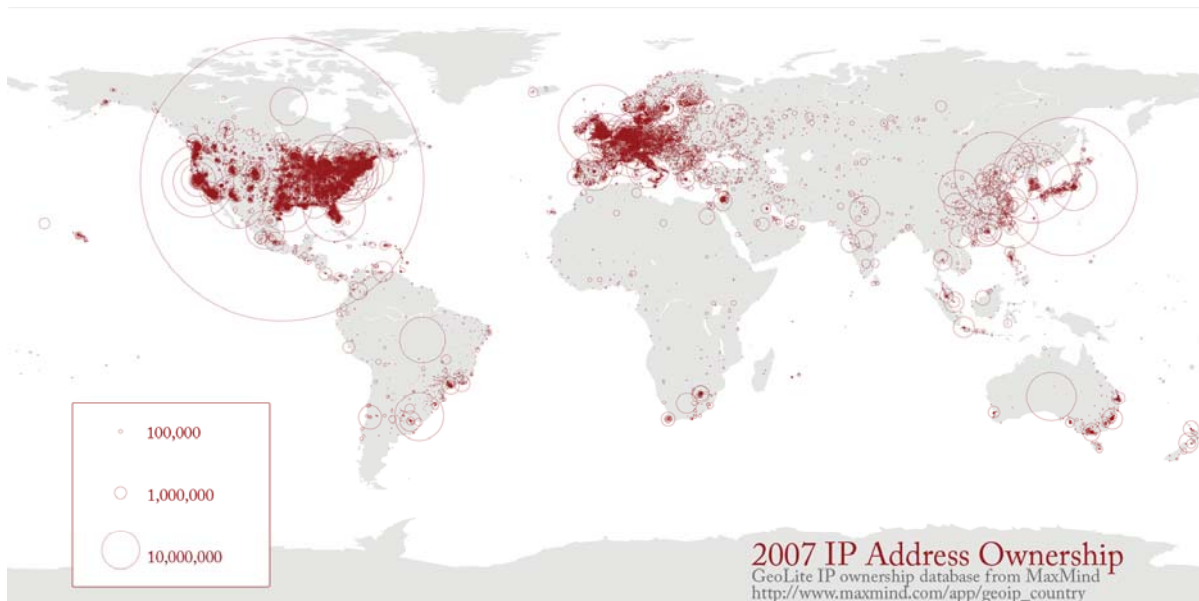 100,000
1,000,000
10,000,000
2007 IP Address Ownership
GeoLite IP ownership database from MaxMind
http://www.maxmind.com/app/geoip_country